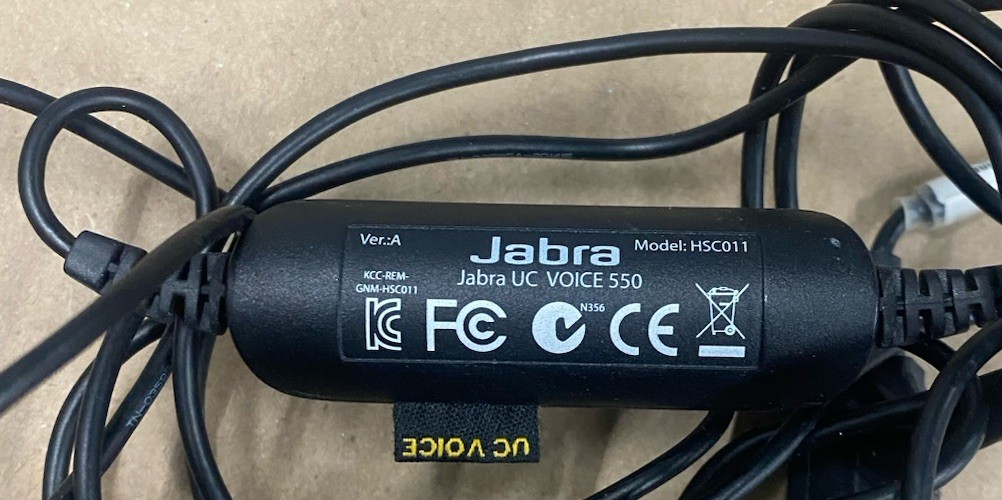 Ver.:A
Jabra
Model: HSC011
Jabra UC VOICE 550
KCC-REM-
GNM-HSC011
N356
FC
CE
UC VOICE